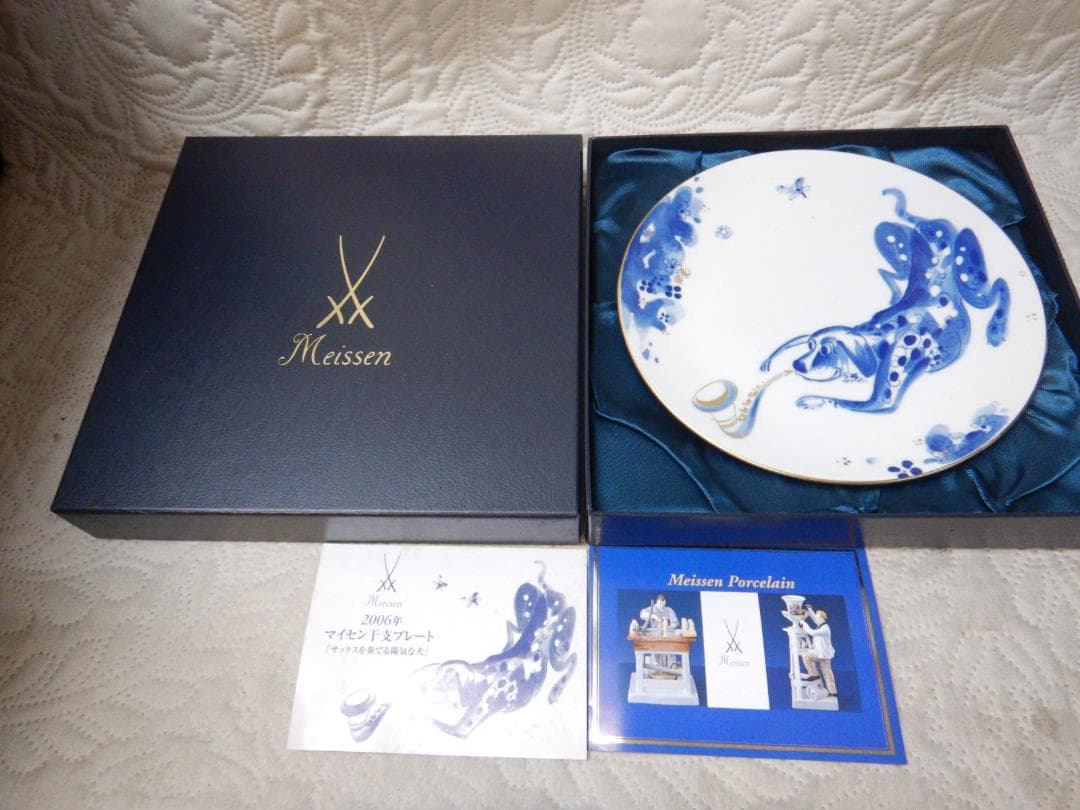 Meissen
Meissen
2006年
マイセン干支プレート
「サックスを奏でる陽気な犬」
Meissen Porcelain
Meissen